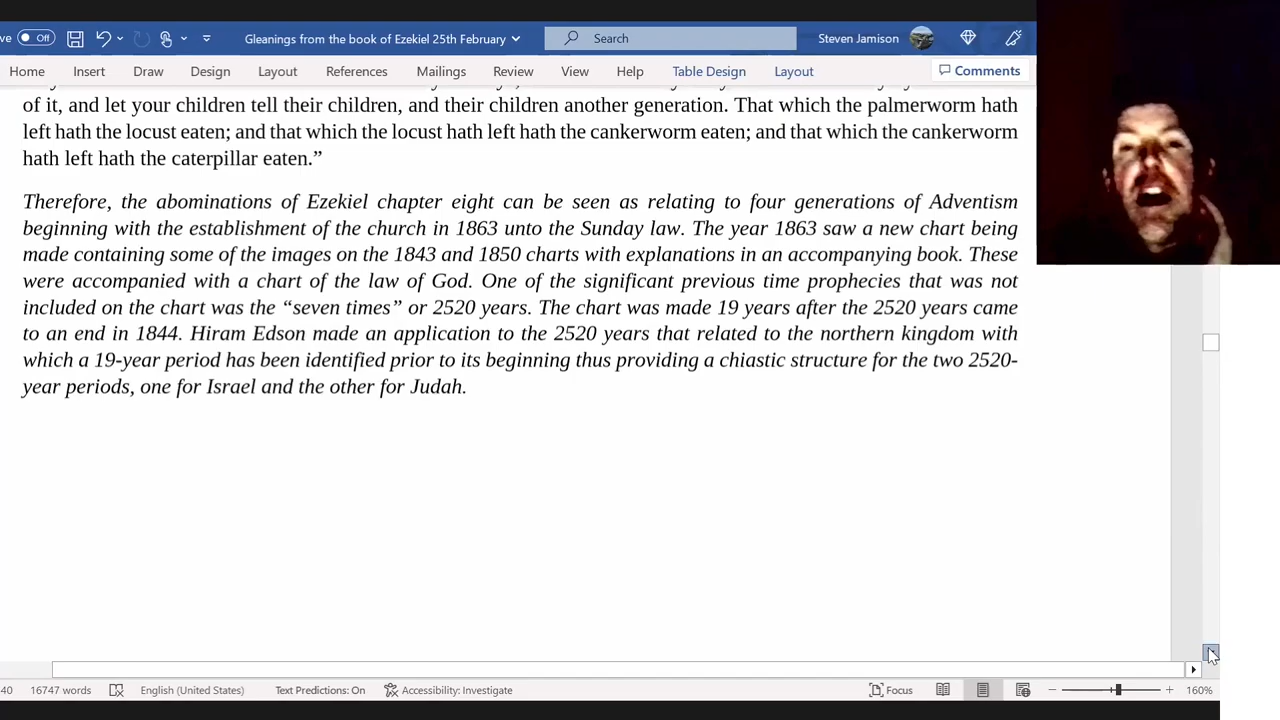 ve Off Gleanings from the book of Ezekiel 25th February Search Steven Jamison
Home Insert Draw Design Layout References Mailings Review View Help Table Design Layout Comments
of it, and let your children tell their children, and their children another generation. That which the palmerworm hath
left hath the locust eaten; and that which the locust hath left hath the cankerworm eaten; and that which the cankerworm
hath left hath the caterpillar eaten.”
Therefore, the abominations of Ezekiel chapter eight can be seen as relating to four generations of Adventism
beginning with the establishment of the church in 1863 unto the Sunday law. The year 1863 saw a new chart being
made containing some of the images on the 1843 and 1850 charts with explanations in an accompanying book. These
were accompanied with a chart of the law of God. One of the significant previous time prophecies that was not
included on the chart was the “seven times” or 2520 years. The chart was made 19 years after the 2520 years came
to an end in 1844. Hiram Edson made an application to the 2520 years that related to the northern kingdom with
which a 19-year period has been identified prior to its beginning thus providing a chiastic structure for the two 2520-
year periods, one for Israel and the other for Judah.
40 16747 words English (United States) Text Predictions: On Accessibility: Investigate Focus 160%